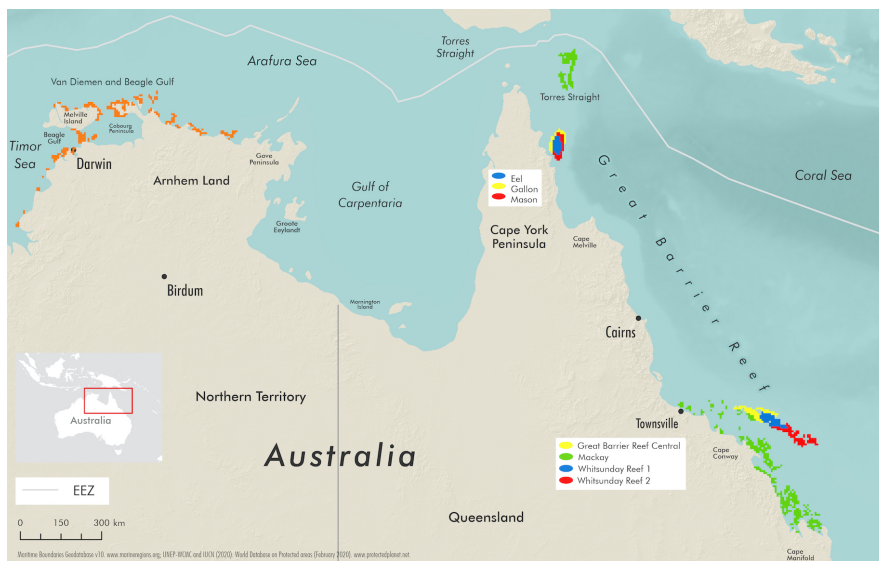 Torres
Straight
Arafura Sea
Van Diemen and Beagle Gulf
Torres Straight
Melville
Island
Cobourg
Peninsula
Beagle
Gulf
Timor
Sea
Darwin
Gove
Peninsula
Arnhem Land
Gulf of
Carpentaria
Eel
Gallon
Mason
Great Barrier Reef
Coral Sea
Groote
Eeylandt
Cape York
Peninsula
Cape
Melville
Birdum
Mornington
Island
Cairns
Northern Territory
Townsville
Australia
Australia
Great Barrier Reef Central
Mackay
Whitsunday Reef 1
Whitsunday Reef 2
Cape
Conway
EEZ
Queensland
0 150 300 km
Cape
Manifold
Maritime Boundaries Geodatabase v10: www.marineregions.org; UNEP-WCMC and IUCN (2020): World Database on Protected areas (February 2020): www.protectedplanet.net